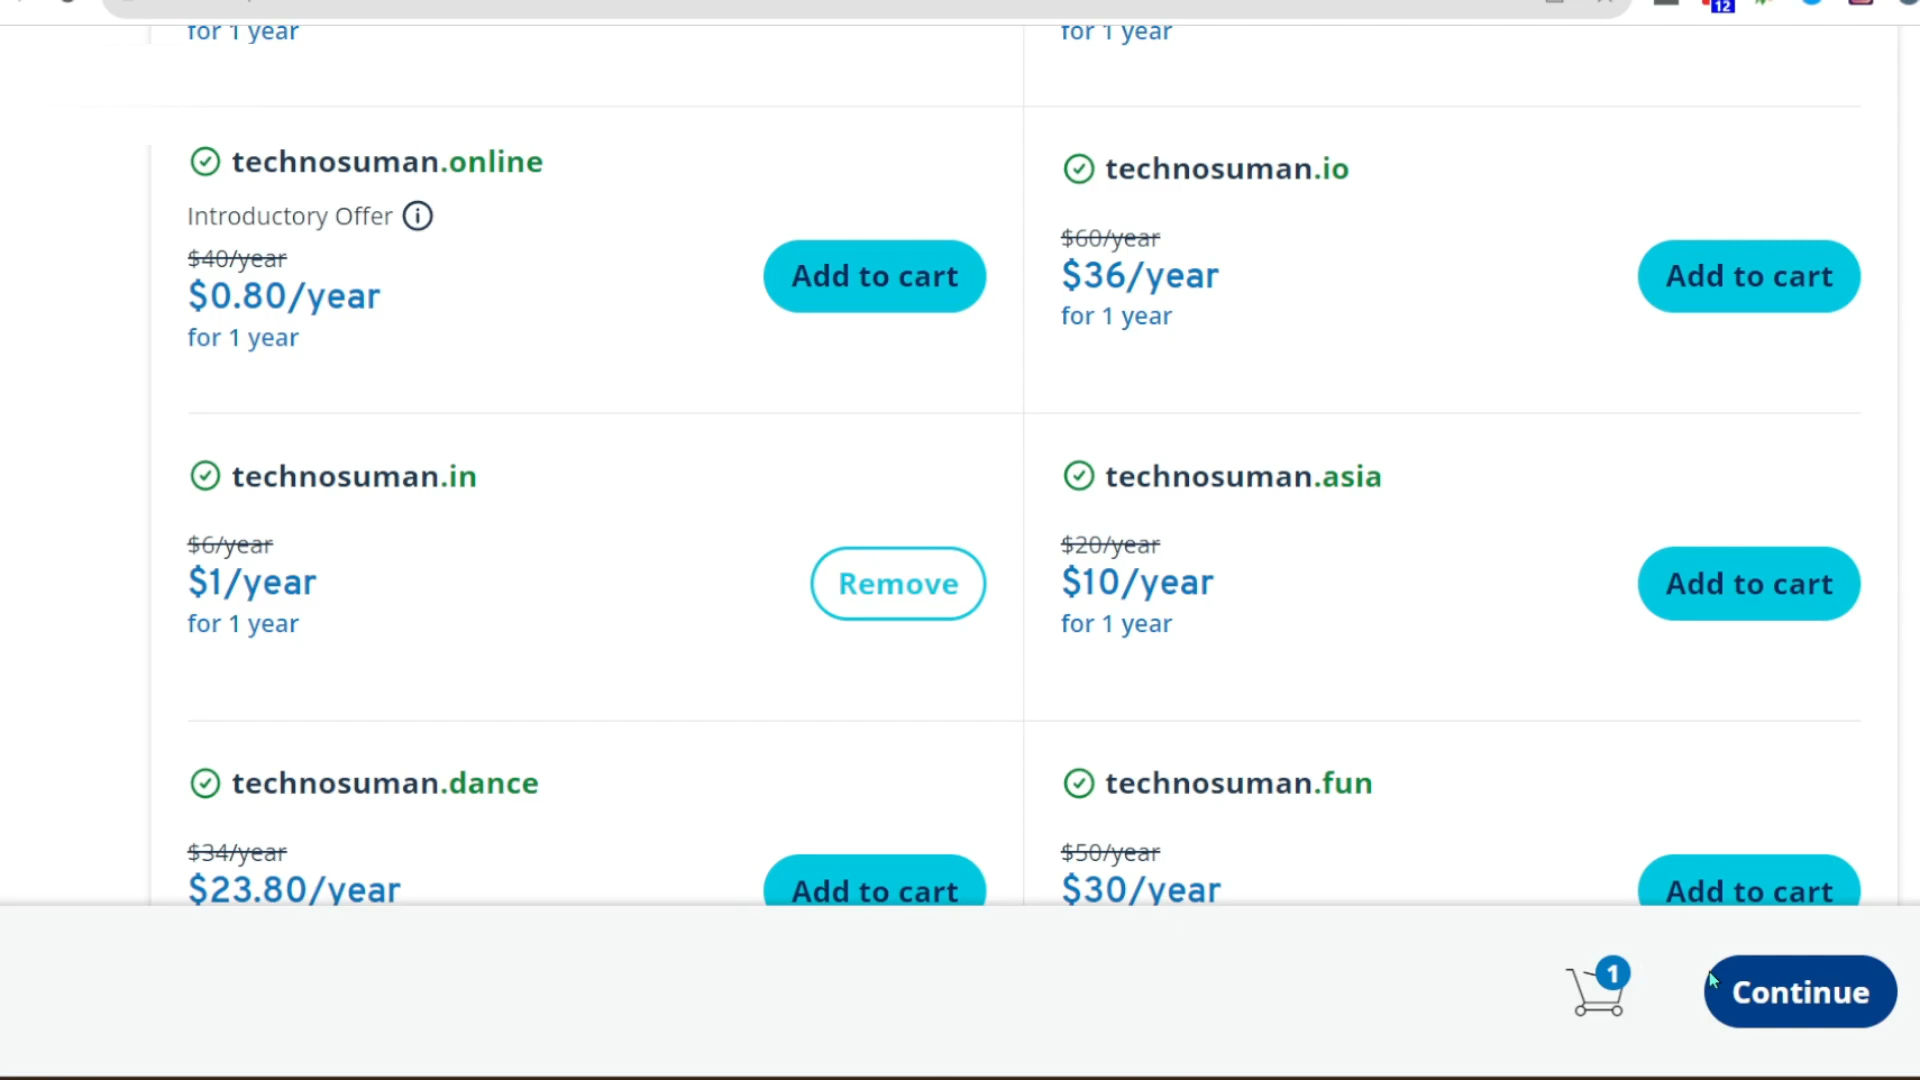 12
for 1 year
for 1 year
technosuman.online
Introductory Offer
$40/year
$0.80/year
for 1 year
Add to cart
technosuman.io
$60/year
$36/year
for 1 year
Add to cart
technosuman.in
$6/year
$1/year
for 1 year
Remove
technosuman.asia
$20/year
$10/year
for 1 year
Add to cart
technosuman.dance
$34/year
$23.80/year
Add to cart
technosuman.fun
$50/year
$30/year
Add to cart
1
Continue